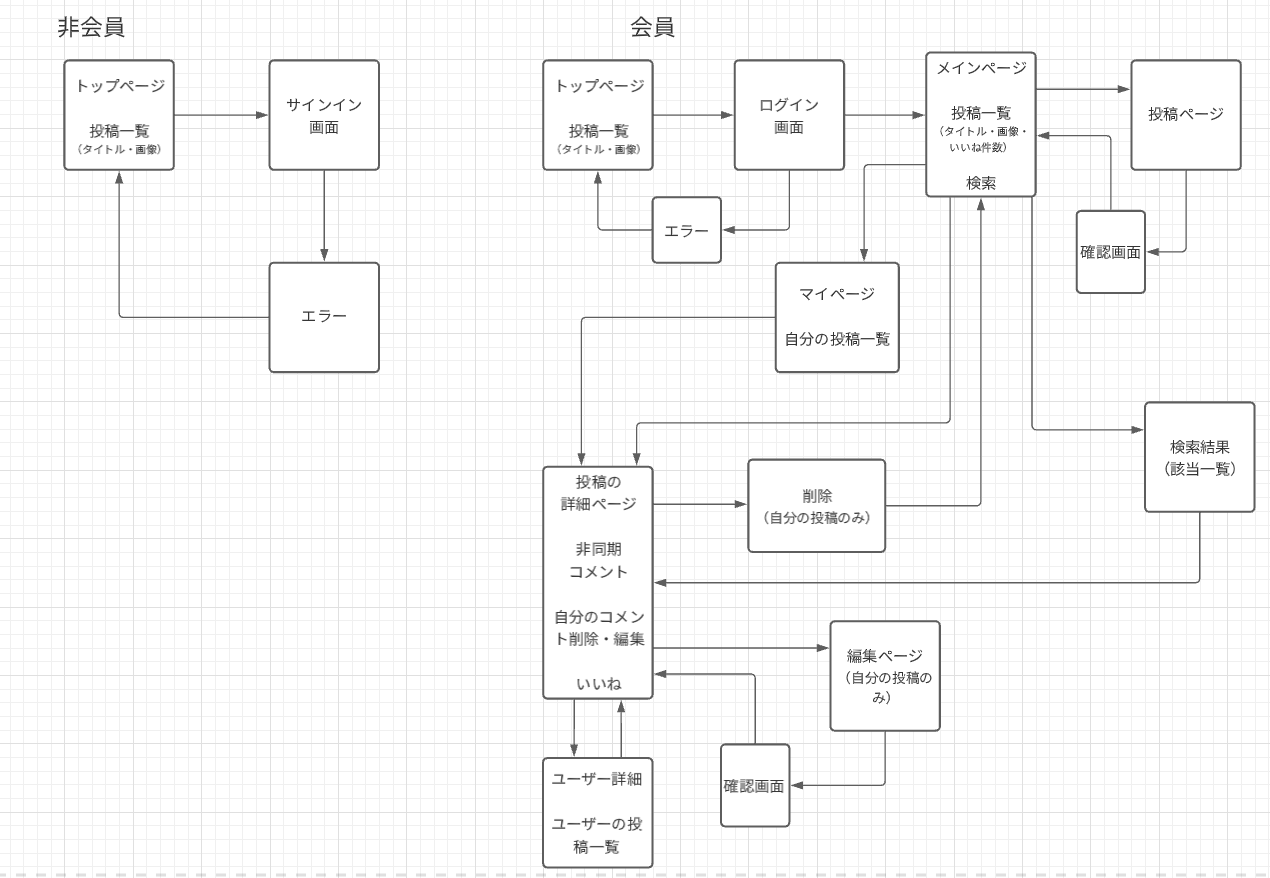 非会員
トップページ
投稿一覧
（タイトル・画像）
サインイン
画面
エラー
会員
トップページ
投稿一覧
（タイトル・画像）
ログイン
画面
エラー
メインページ
投稿一覧
（タイトル・画像・
いいね件数）
検索
投稿ページ
確認画面
マイページ
自分の投稿一覧
検索結果
（該当一覧）
投稿の
詳細ページ
非同期
コメント
自分のコメン
ト削除・編集
いいね
削除
（自分の投稿のみ）
編集ページ
（自分の投稿の
み）
確認画面
ユーザー詳細
ユーザーの投
稿一覧